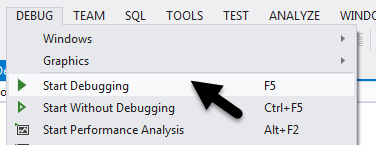 DEBUG TEAM SQL TOOLS TEST ANALYZE
Windows
Graphics
Start Debugging F5
Start Without Debugging Ctrl+F5
Start Performance Analysis Alt+F2